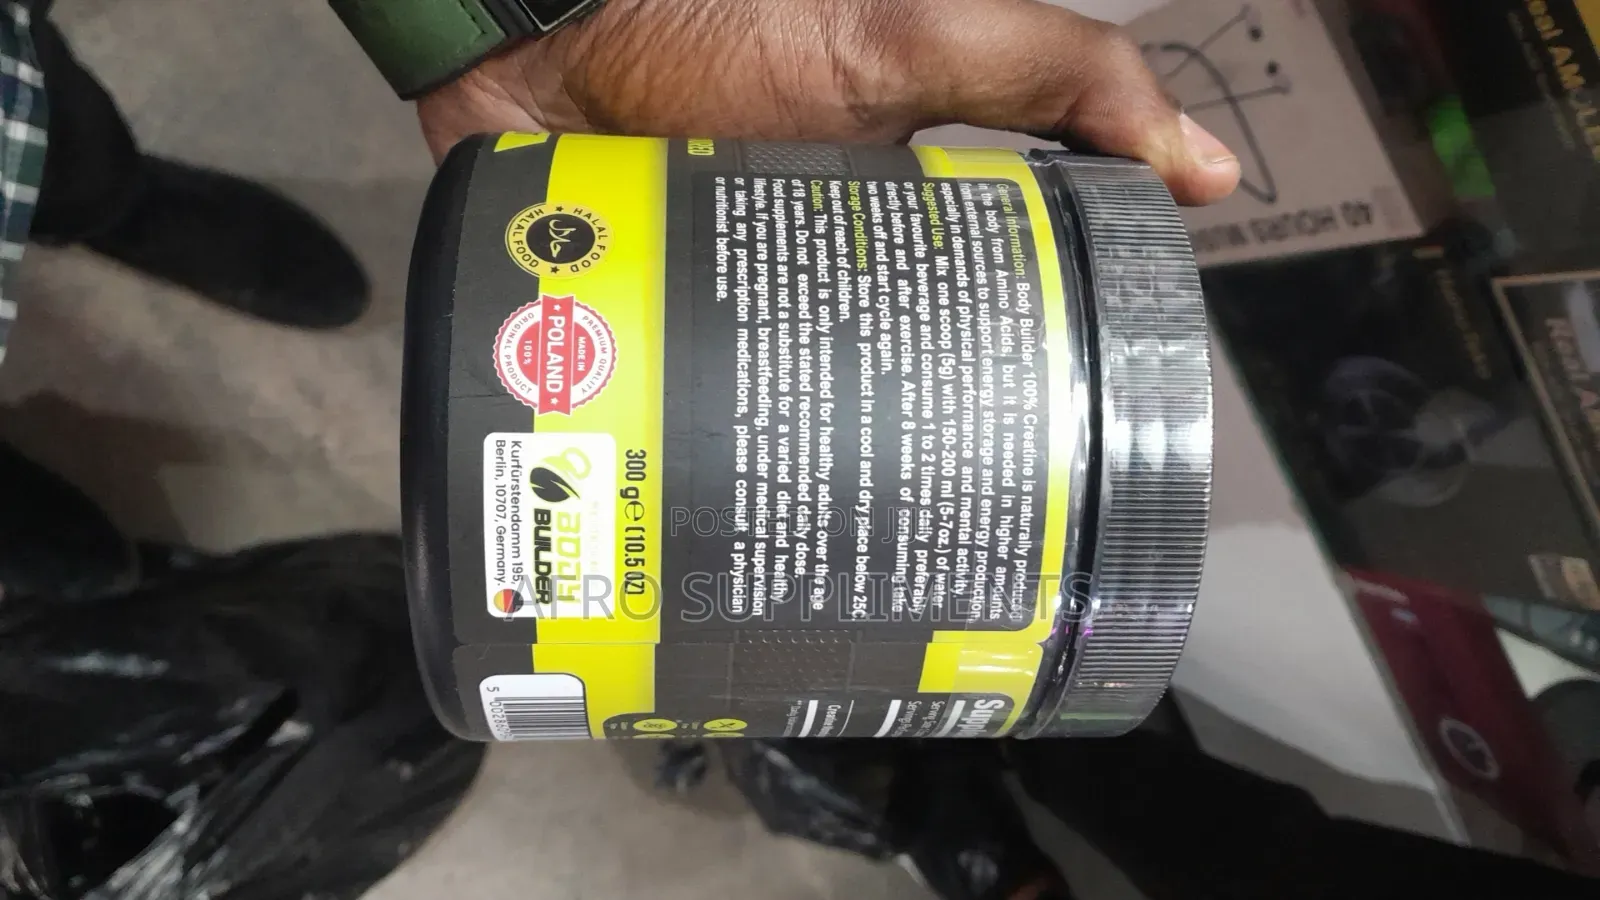 General Information: Body Builder 100% Creatine is naturally produced
in the body from Amino Acids, but it is needed in higher amounts
from external sources to support energy storage and energy production,
especially in demands of physical performance and mental activity.
Suggested Use: Mix one scoop (5g) with 150-200 ml (5-7oz.) of water
or your favourite beverage and consume 1 to 2 times daily preferably
directly before and after exercise. After 8 weeks of consuming take
two weeks off and start cycle again.
Storage Conditions: Store this product in a cool and dry place below 25C.
Keep out of reach of children.
Caution: This product is only intended for healthy adults over the age
of 18 years. Do not exceed the stated recommended daily dose.
Food supplements are not a substitute for a varied diet and healthy
lifestyle. If you are pregnant, breastfeeding, under medical supervision
or taking any prescription medications, please consult a physician
or nutritionist before use.
300 g℮ (10.5 OZ)
HALAL FOOD
HALAL FOOD
PREMIUM QUALITY
MADE IN
POLAND
100%
ORIGINAL PRODUCT
BODY
BUILDER
Kurfürstendamm 195,
Berlin, 10707, Germany.
40 HOURS
POSTED ON JIJI
AFRO SUPPLIMENTS